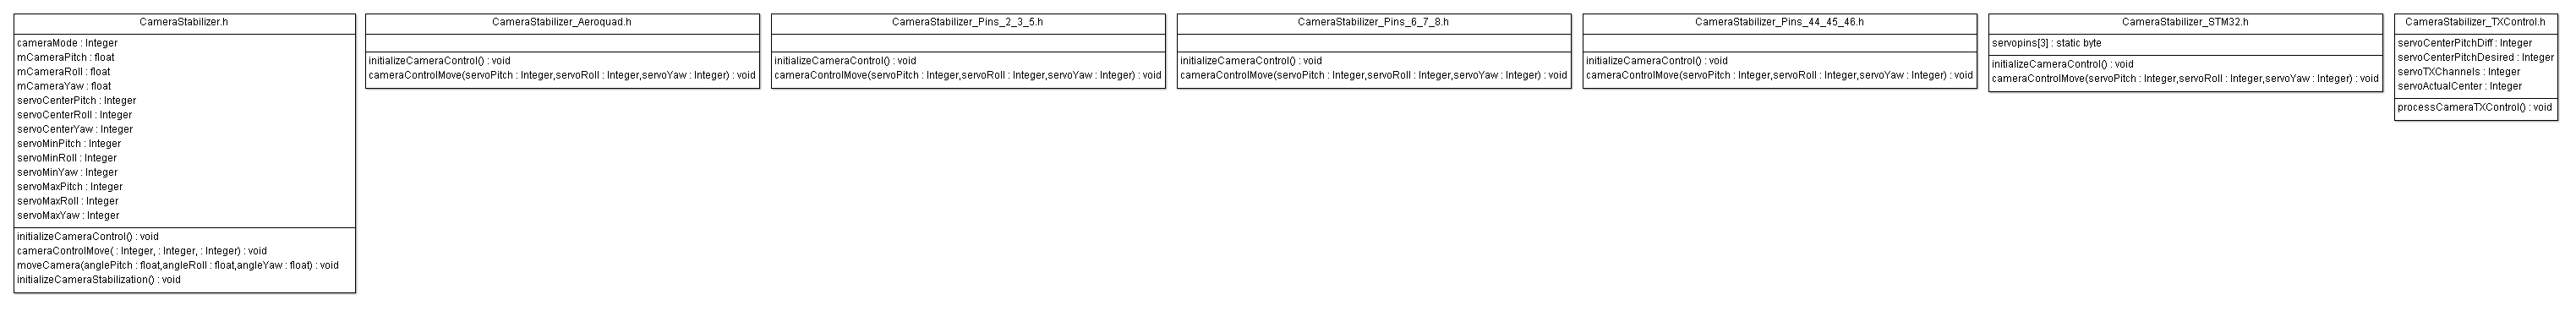 CameraStabilizer.h
cameraMode : Integer
mCameraPitch : float
mCameraRoll : float
mCameraYaw : float
servoCenterPitch : Integer
servoCenterRoll : Integer
servoCenterYaw : Integer
servoMinPitch : Integer
servoMinRoll : Integer
servoMinYaw : Integer
servoMaxPitch : Integer
servoMaxRoll : Integer
servoMaxYaw : Integer
initializeCameraControl() : void
cameraControlMove( : Integer, : Integer, : Integer) : void
moveCamera(anglePitch : float,angleRoll : float,angleYaw : float) : void
initializeCameraStabilization() : void
CameraStabilizer_Aeroquad.h
initializeCameraControl() : void
cameraControlMove(servoPitch : Integer,servoRoll : Integer,servoYaw : Integer) : void
CameraStabilizer_Pins_2_3_5.h
initializeCameraControl() : void
cameraControlMove(servoPitch : Integer,servoRoll : Integer,servoYaw : Integer) : void
CameraStabilizer_Pins_6_7_8.h
initializeCameraControl() : void
cameraControlMove(servoPitch : Integer,servoRoll : Integer,servoYaw : Integer) : void
CameraStabilizer_Pins_44_45_46.h
initializeCameraControl() : void
cameraControlMove(servoPitch : Integer,servoRoll : Integer,servoYaw : Integer) : void
CameraStabilizer_STM32.h
servopins[3] : static byte
initializeCameraControl() : void
cameraControlMove(servoPitch : Integer,servoRoll : Integer,servoYaw : Integer) : void
CameraStabilizer_TXControl.h
servoCenterPitchDiff : Integer
servoCenterPitchDesired : Integer
servoTXChannels : Integer
servoActualCenter : Integer
processCameraTXControl() : void